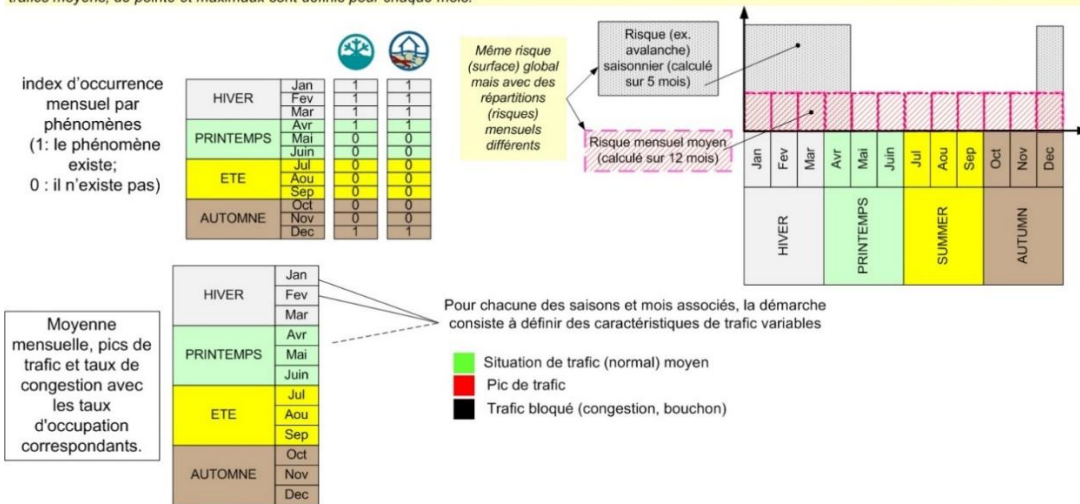 trafics moyens, de pointe et maximaux sont définis pour chaque mois.
index d'occurrence
mensuel par
phénomènes
(1: le phénomène
existe;
0 : il n'existe pas)
HIVER
Jan 1 1
Fev 1 1
Mar 1 1
PRINTEMPS
Avr 1 1
Mai 0 0
Juin 0 0
ETE
Jul 0 0
Aou 0 0
Sep 0 0
AUTOMNE
Oct 0 0
Nov 0 0
Dec 1 1
Même risque
(surface) global
mais avec des
répartitions
(risques)
mensuels
différents
Risque (ex.
avalanche)
saisonnier (calculé
sur 5 mois)
Risque mensuel moyen
(calculé sur 12 mois)
Jan
Fev
Mar
Avr
Mai
Juin
Jul
Aou
Sep
Oct
Nov
Dec
HIVER
PRINTEMPS
SUMMER
AUTUMN
Moyenne
mensuelle, pics de
trafic et taux de
congestion avec
les taux
d'occupation
correspondants.
HIVER
Jan
Fev
Mar
PRINTEMPS
Avr
Mai
Juin
ETE
Jul
Aou
Sep
AUTOMNE
Oct
Nov
Dec
Pour chacune des saisons et mois associés, la démarche
consiste à définir des caractéristiques de trafic variables
Situation de trafic (normal) moyen
Pic de trafic
Trafic bloqué (congestion, bouchon)